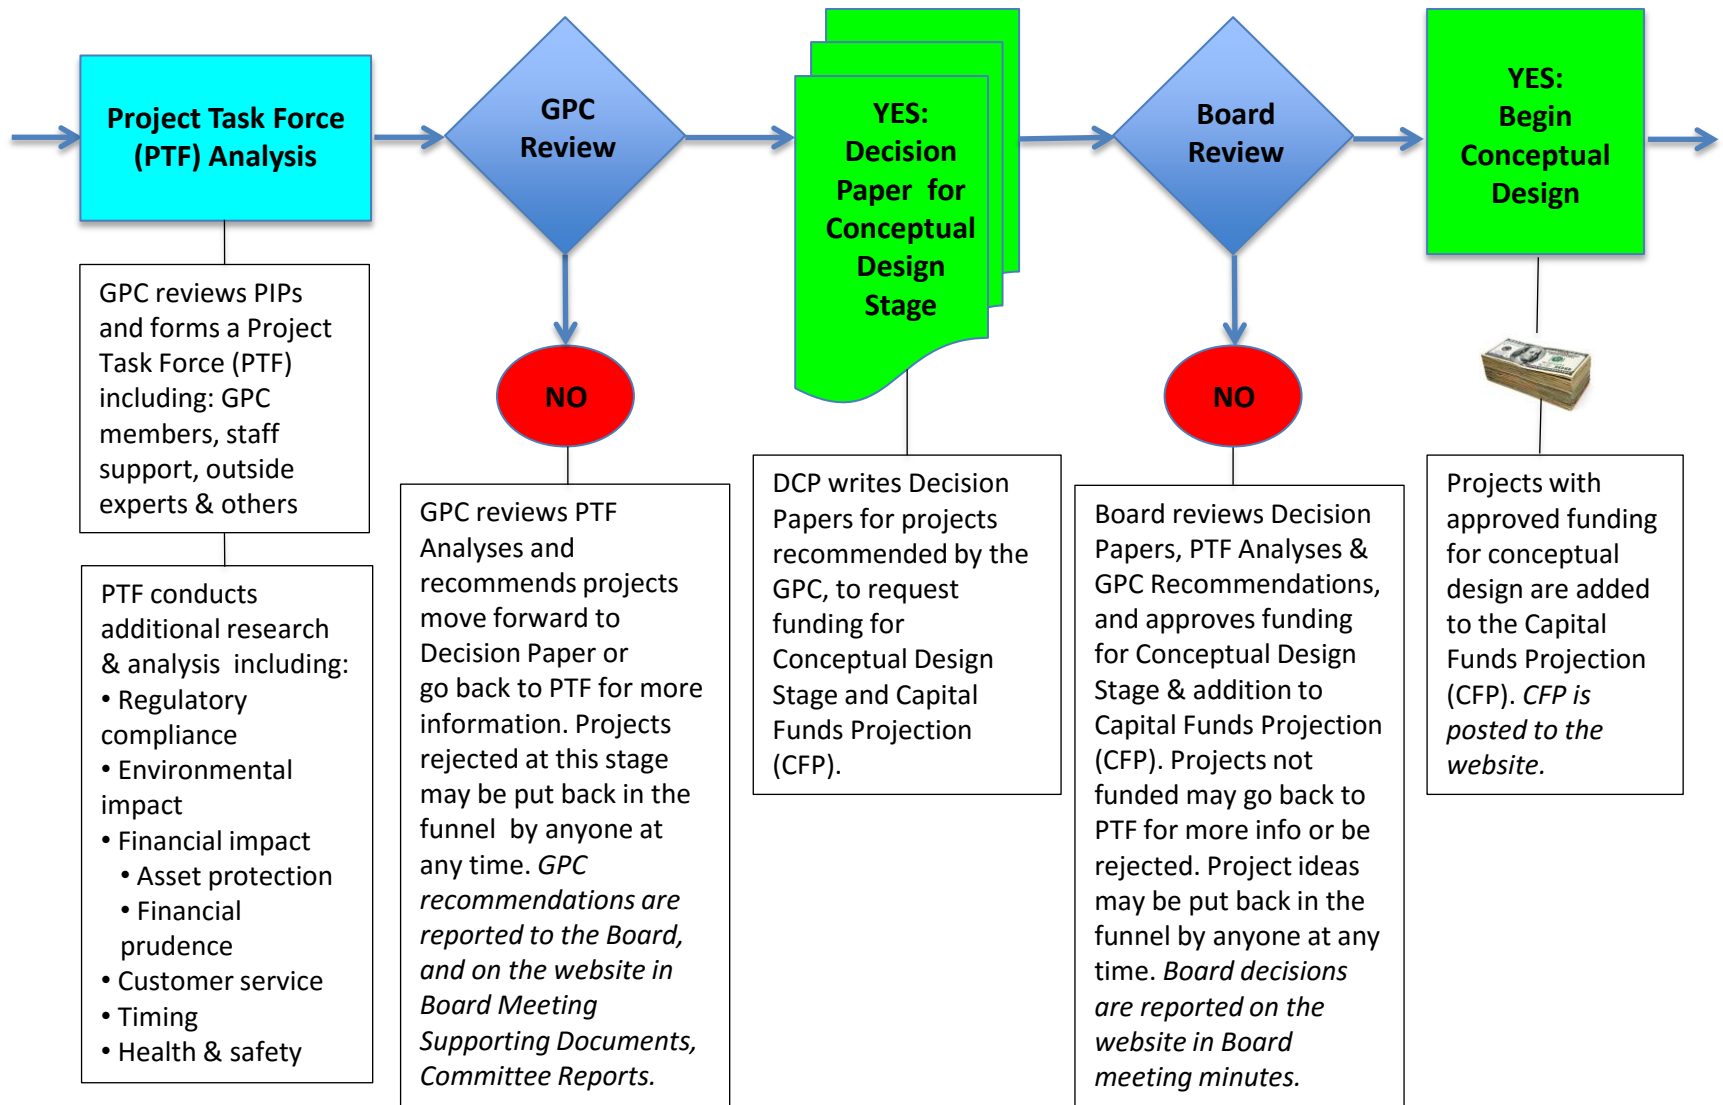 Project Task Force
(PTF) Analysis
GPC
Review
YES:
Decision
Paper for
Conceptual
Design
Stage
Board
Review
YES:
Begin
Conceptual
Design
NO
NO
GPC reviews PIPs
and forms a Project
Task Force (PTF)
including: GPC
members, staff
support, outside
experts & others
PTF conducts
additional research
& analysis including:
• Regulatory
compliance
• Environmental
impact
• Financial impact
• Asset protection
• Financial
prudence
• Customer service
• Timing
• Health & safety
GPC reviews PTF
Analyses and
recommends projects
move forward to
Decision Paper or
go back to PTF for more
information. Projects
rejected at this stage
may be put back in the
funnel by anyone at
any time. GPC
recommendations are
reported to the Board,
and on the website in
Board Meeting
Supporting Documents,
Committee Reports.
DCP writes Decision
Papers for projects
recommended by the
GPC, to request
funding for
Conceptual Design
Stage and Capital
Funds Projection
(CFP).
Board reviews Decision
Papers, PTF Analyses &
GPC Recommendations,
and approves funding
for Conceptual Design
Stage & addition to
Capital Funds Projection
(CFP). Projects not
funded may go back to
PTF for more info or be
rejected. Project ideas
may be put back in the
funnel by anyone at any
time. Board decisions
are reported on the
website in Board
meeting minutes.
Projects with
approved funding
for conceptual
design are added
to the Capital
Funds Projection
(CFP). CFP is
posted to the
website.